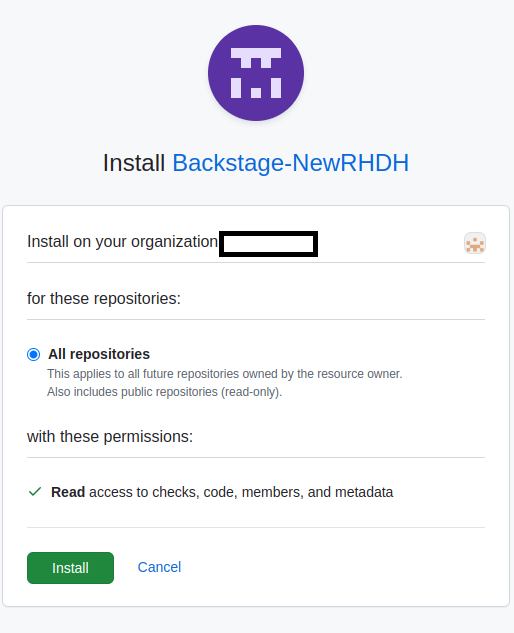 Install Backstage-NewRHDH
Install on your organization
for these repositories:
All repositories
This applies to all future repositories owned by the resource owner.
Also includes public repositories (read-only).
with these permissions:
Read access to checks, code, members, and metadata
Install
Cancel